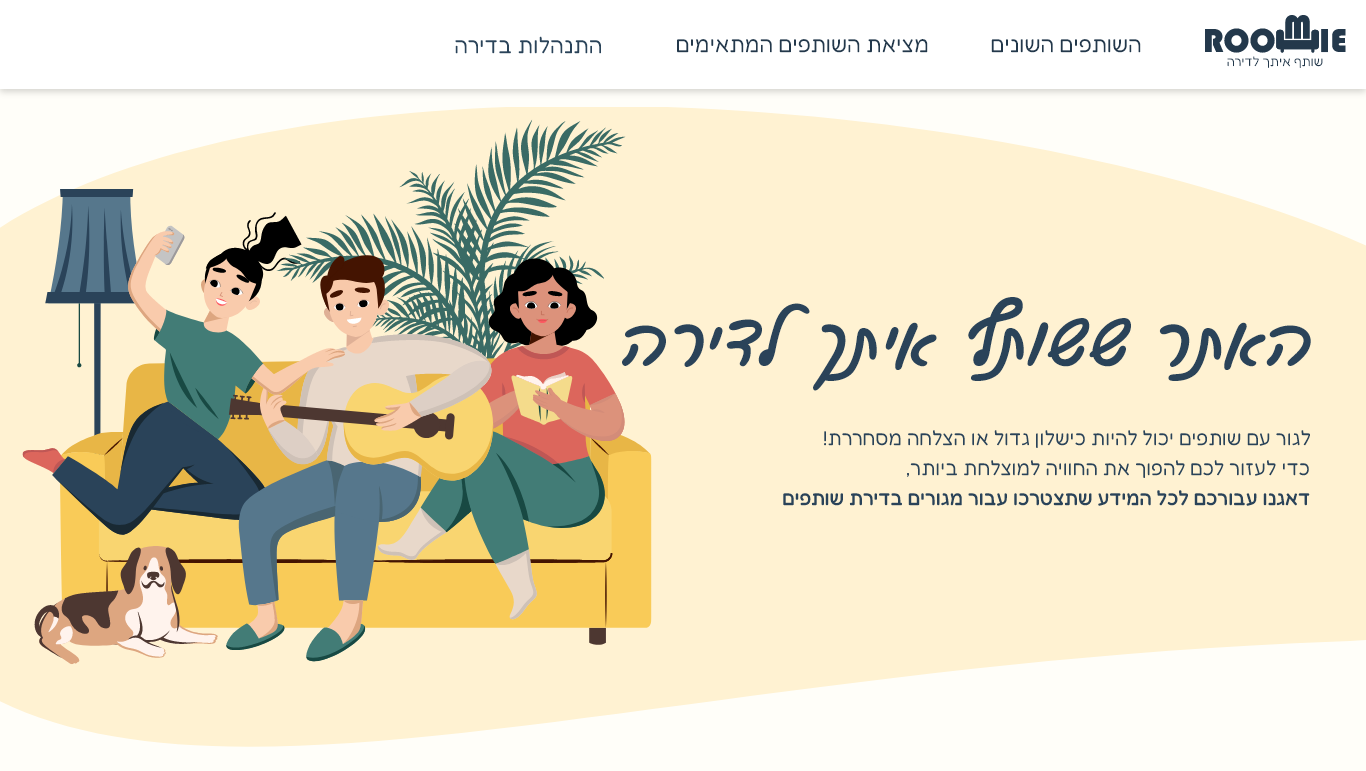 ROOMIE
שותף איתך לדירה
השותפים השונים
מציאת השותפים המתאימים
התנהלות בדירה
האתר ששותף איתך לדירה
לגור עם שותפים יכול להיות כישלון גדול או הצלחה מסחררת!
כדי לעזור לכם להפוך את החוויה למוצלחת ביותר,
דאגנו עבורכם לכל המידע שתצטרכו עבור מגורים בדירת שותפים